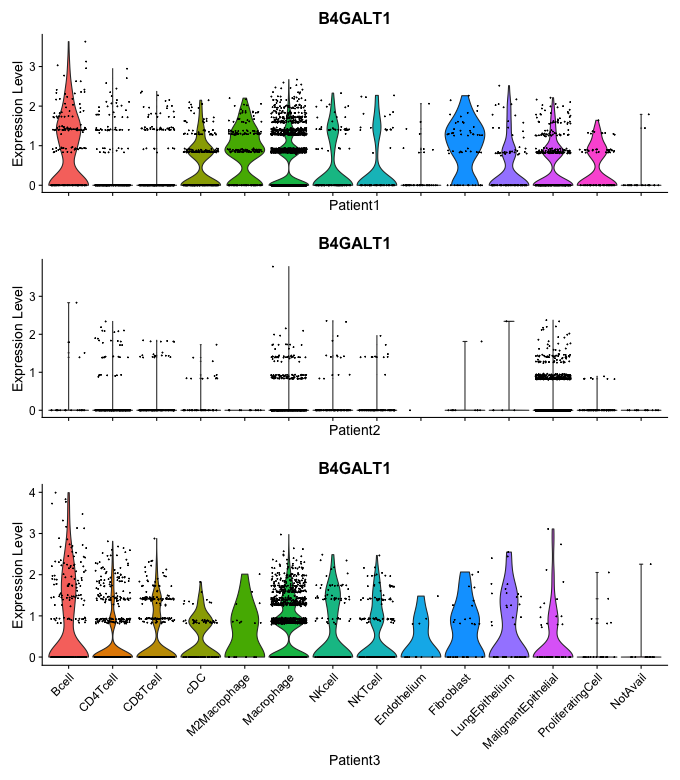 B4GALT1
Expression Level
3
2
1
0
Patient1
B4GALT1
Expression Level
3
2
1
0
Patient2
B4GALT1
Expression Level
4
3
2
1
0
Bcell
CD4Tcell
CD8Tcell
cDC
M2Macrophage
Macrophage
NKcell
NKTcell
Endothelium
Fibroblast
LungEpithelium
MalignantEpithelial
ProliferatingCell
NotAvail
Patient3